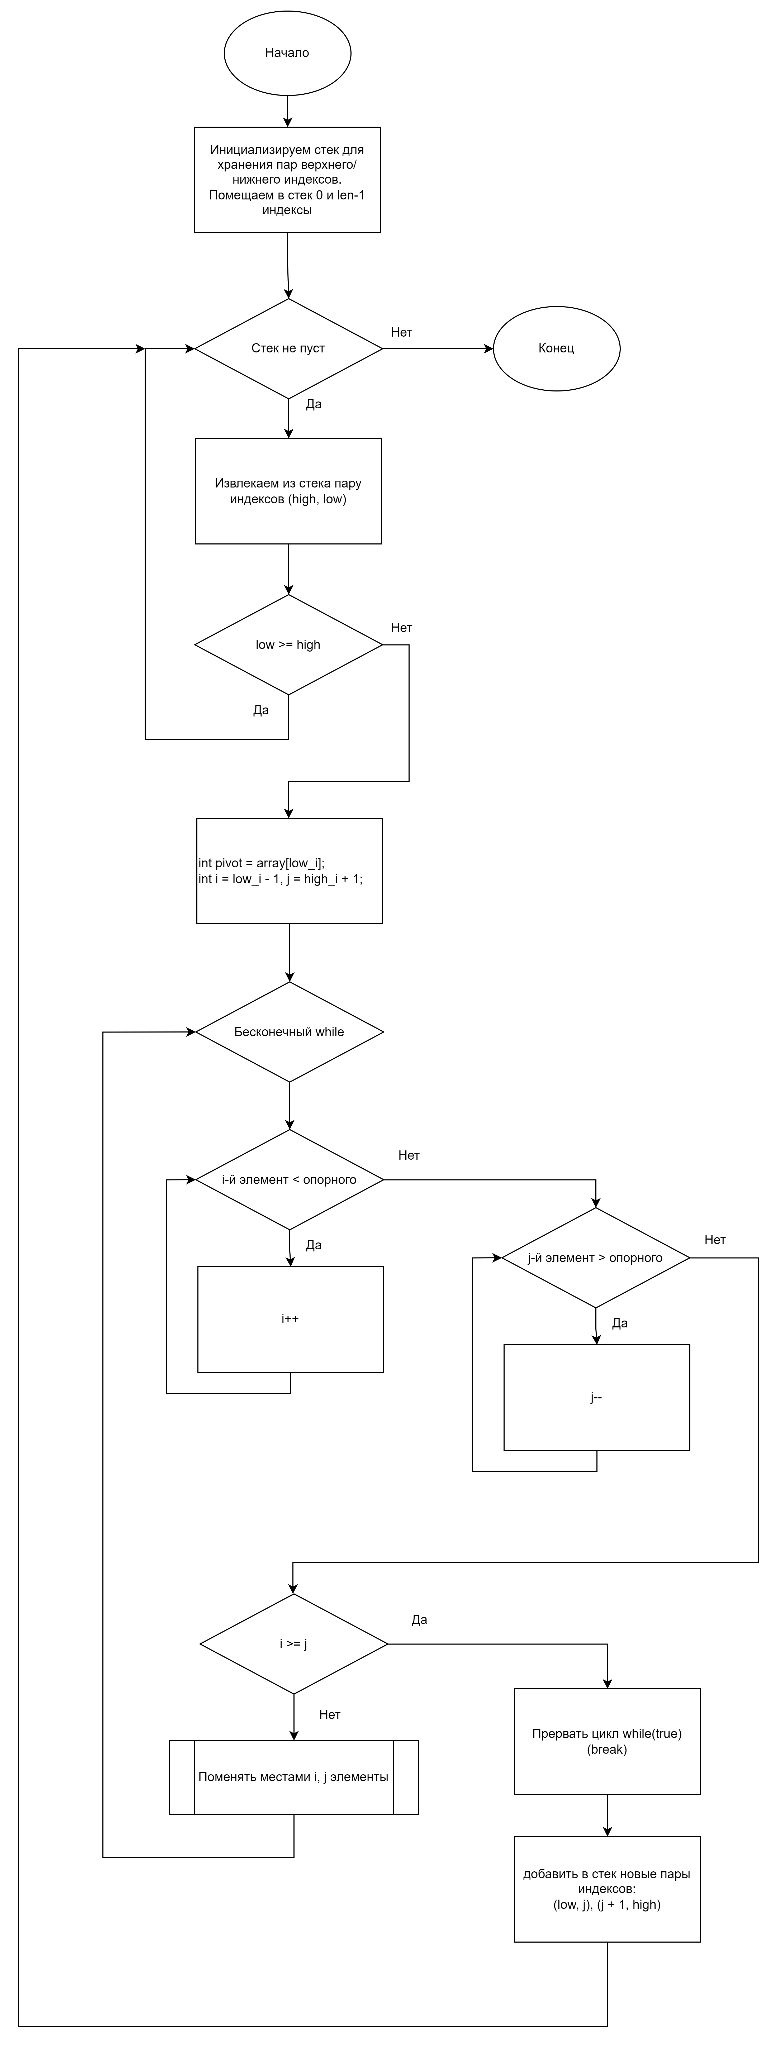 Начало
Инициализируем стек для
хранения пар верхнего/
нижнего индексов.
Помещаем в стек 0 и len-1
индексы
Стек не пуст
Нет
Конец
Да
Извлекаем из стека пару
индексов (high, low)
low >= high
Нет
Да
int pivot = array[low_i];
int i = low_i - 1, j = high_i + 1;
Бесконечный while
i-й элемент < опорного
Нет
Да
i++
j-й элемент > опорного
Нет
Да
j--
i >= j
Да
Нет
Поменять местами i, j элементы
Прервать цикл while(true)
(break)
добавить в стек новые пары
индексов:
(low, j), (j + 1, high)